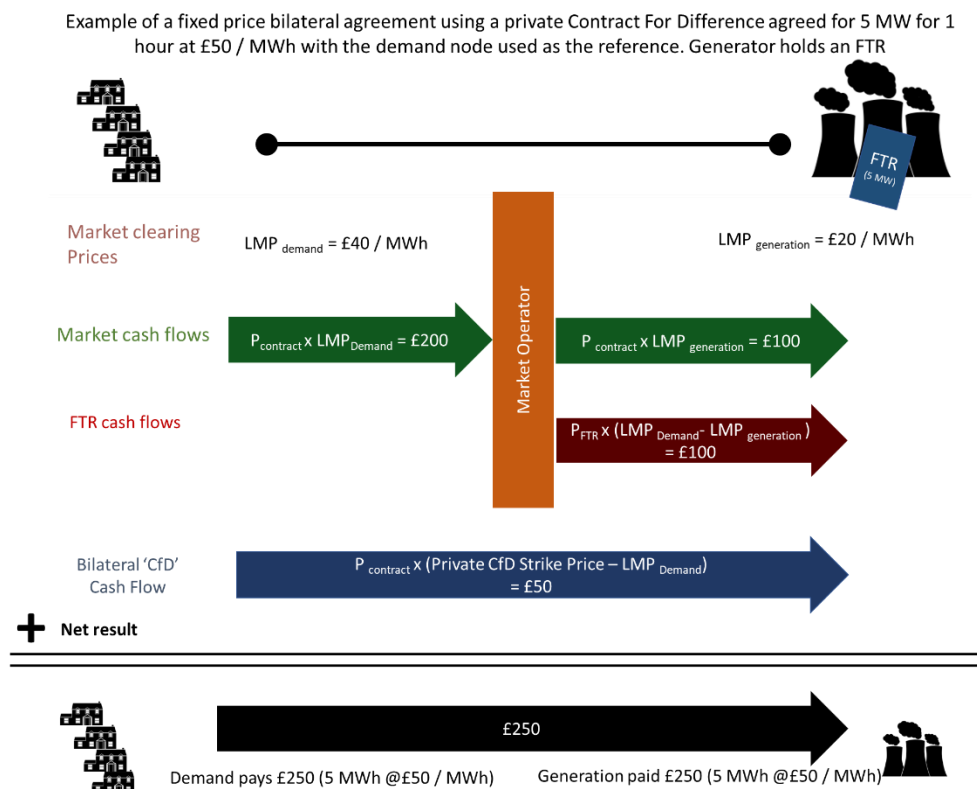 Example of a fixed price bilateral agreement using a private Contract For Difference agreed for 5 MW for 1
hour at £50 / MWh with the demand node used as the reference. Generator holds an FTR
FTR
(5 MW)
Market clearing
Prices
LMP demand = £40 / MWh
LMP generation = £20 / MWh
Market Operator
Market cash flows
P contract x LMP Demand = £200
P contract x LMP generation = £100
FTR cash flows
P FTR x (LMP Demand- LMP generation)
= £100
Bilateral ‘CfD’
Cash Flow
P contract x (Private CfD Strike Price – LMP Demand)
= £50
+ Net result
£250
Demand pays £250 (5 MWh @£50 / MWh)
Generation paid £250 (5 MWh @£50 / MWh)